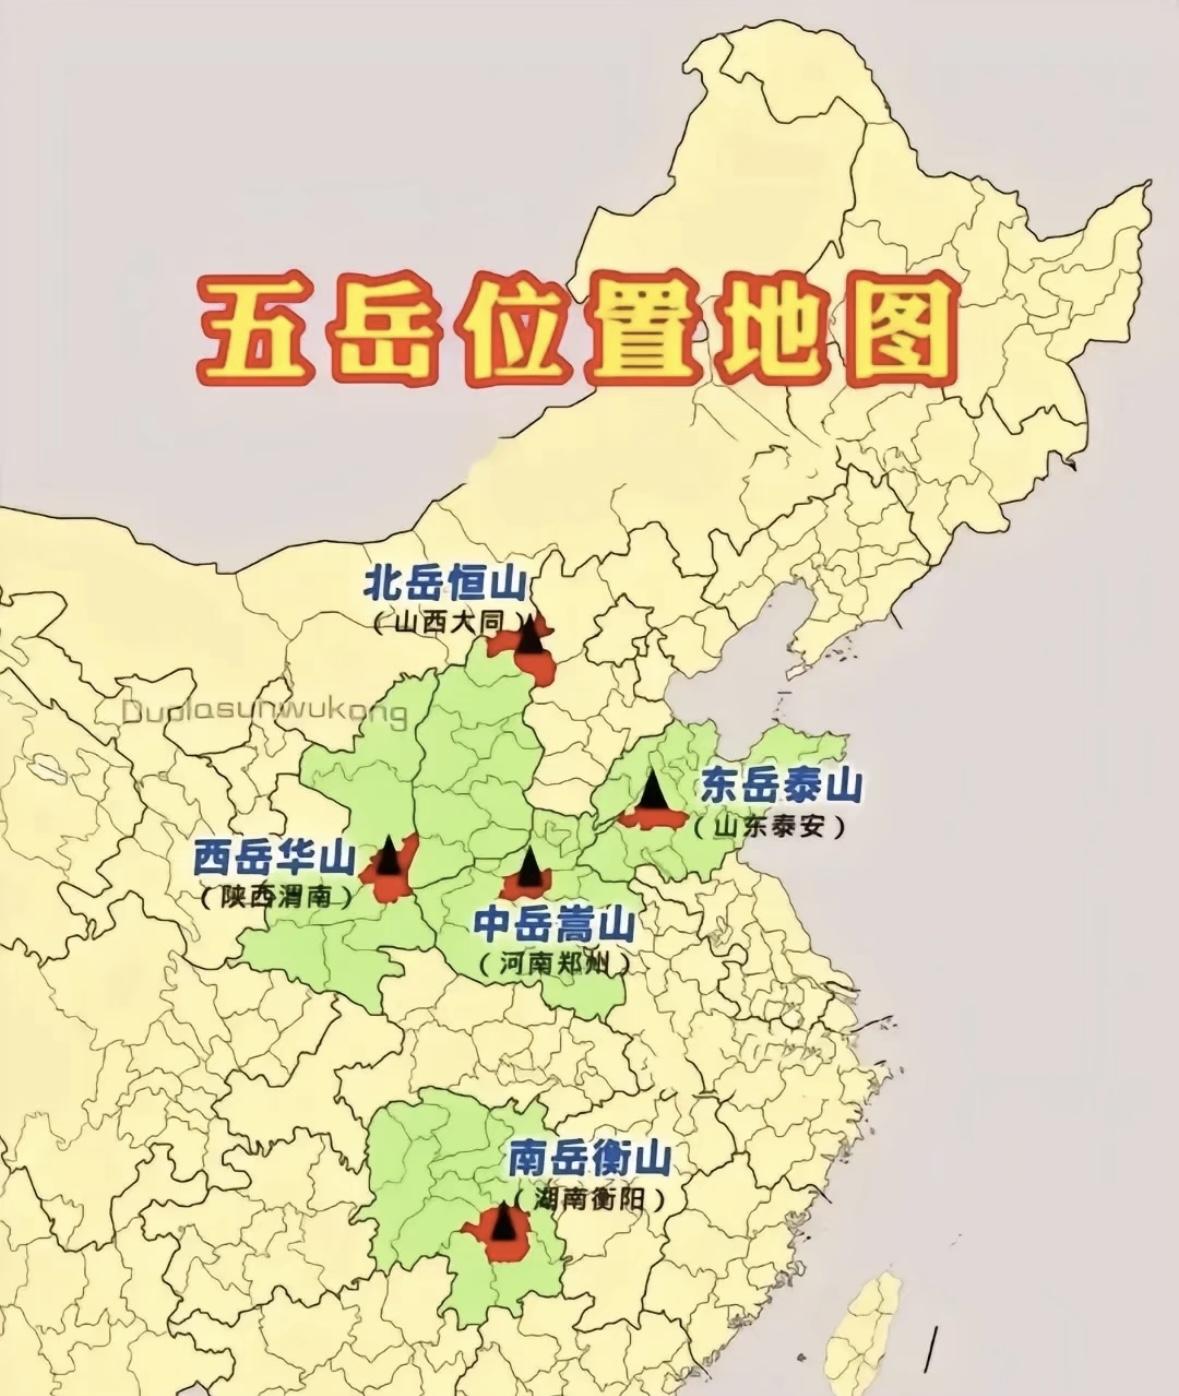 五岳位置地图
北岳恒山
（山西大同）
Duolasunwukong
东岳泰山
（山东泰安）
西岳华山
（陕西渭南）
中岳嵩山
（河南郑州）
南岳衡山
（湖南衡阳）